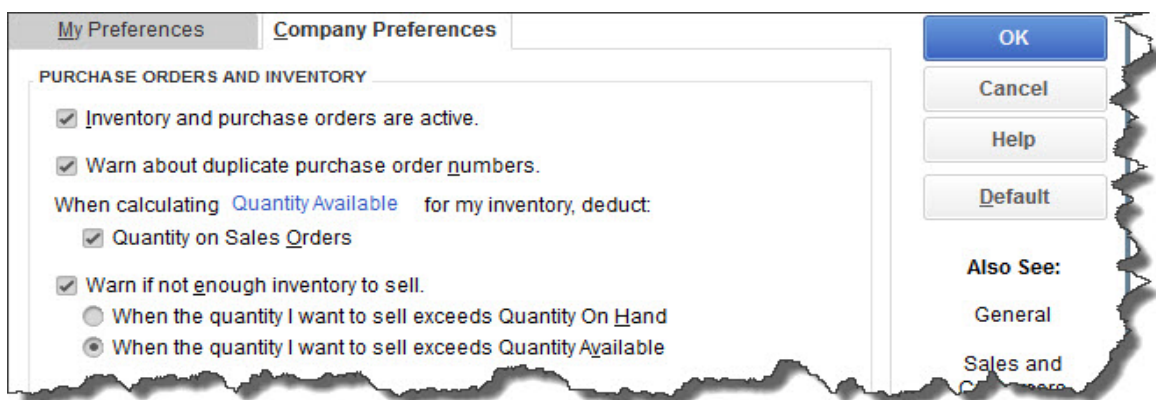 My Preferences
Company Preferences
PURCHASE ORDERS AND INVENTORY
Inventory and purchase orders are active.
Warn about duplicate purchase order numbers.
When calculating Quantity Available for my inventory, deduct:
Quantity on Sales Orders
Warn if not enough inventory to sell.
When the quantity I want to sell exceeds Quantity On Hand
When the quantity I want to sell exceeds Quantity Available
OK
Cancel
Help
Default
Also See:
General
Sales and